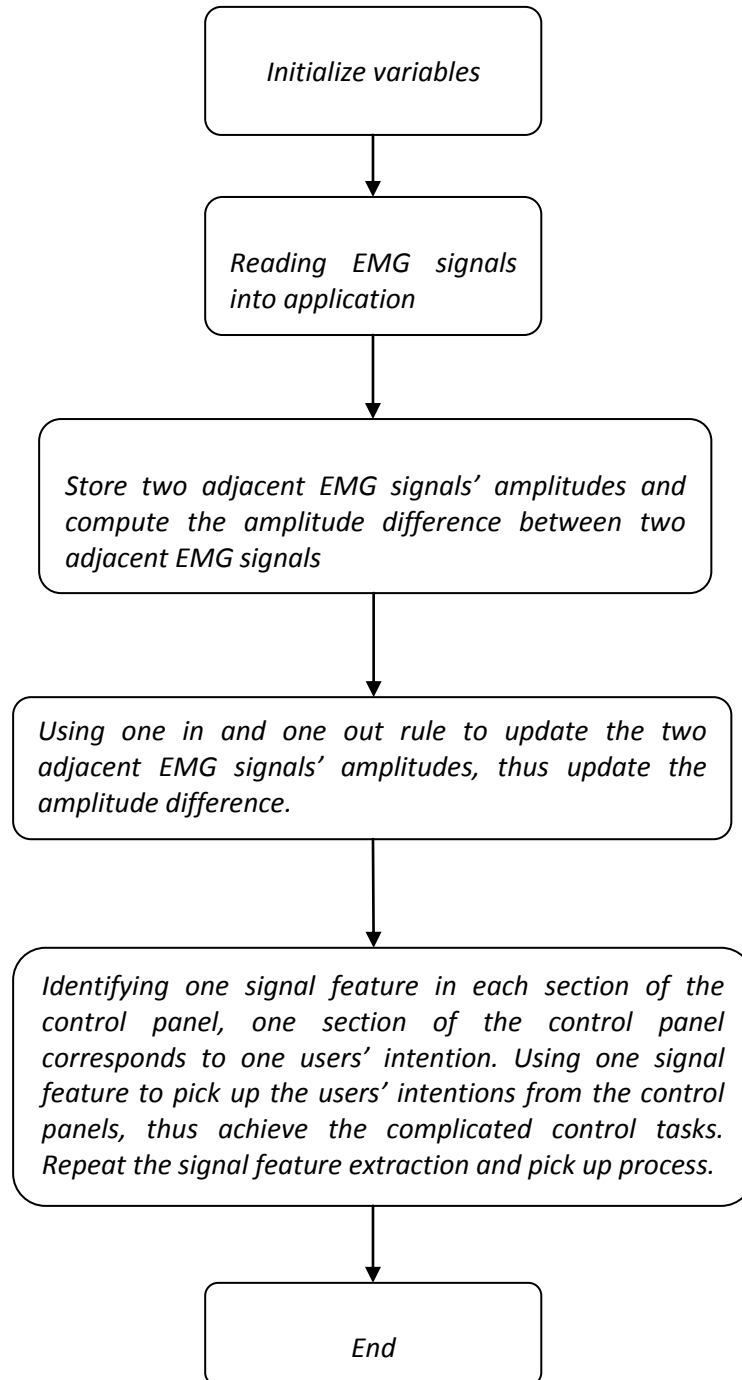 Initialize variables
Reading EMG signals
into application
Store two adjacent EMG signals’ amplitudes and
compute the amplitude difference between two
adjacent EMG signals
Using one in and one out rule to update the two
adjacent EMG signals’ amplitudes, thus update the
amplitude difference.
Identifying one signal feature in each section of the
control panel, one section of the control panel
corresponds to one users’ intention. Using one signal
feature to pick up the users’ intentions from the control
panels, thus achieve the complicated control tasks.
Repeat the signal feature extraction and pick up process.
End